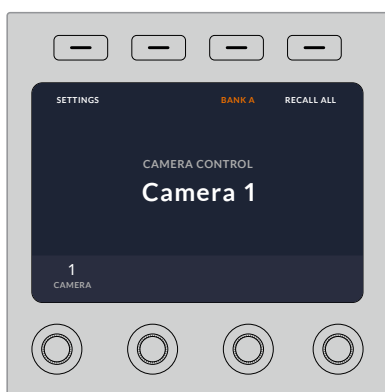 SETTINGS BANK A RECALL ALL
CAMERA CONTROL
Camera 1
1
CAMERA